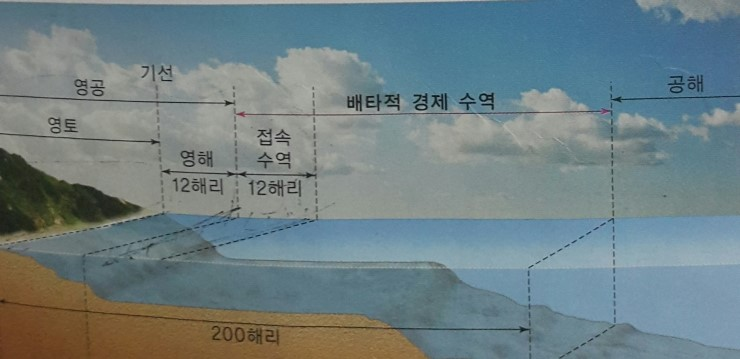 영공
기선
배타적 경제 수역
공해
영토
접속
수역
영해
12해리
12해리
200해리